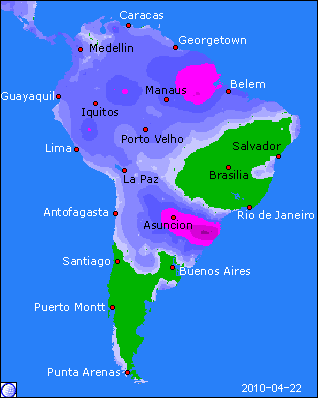 Caracas
Georgetown
Medellin
Manaus
Belem
Guayaquil
Iquitos
Porto Velho
Salvador
Lima
La Paz
Brasilia
Antofagasta
Rio de Janeiro
Asuncion
Santiago
Buenos Aires
Puerto Montt
Punta Arenas
2010-04-22